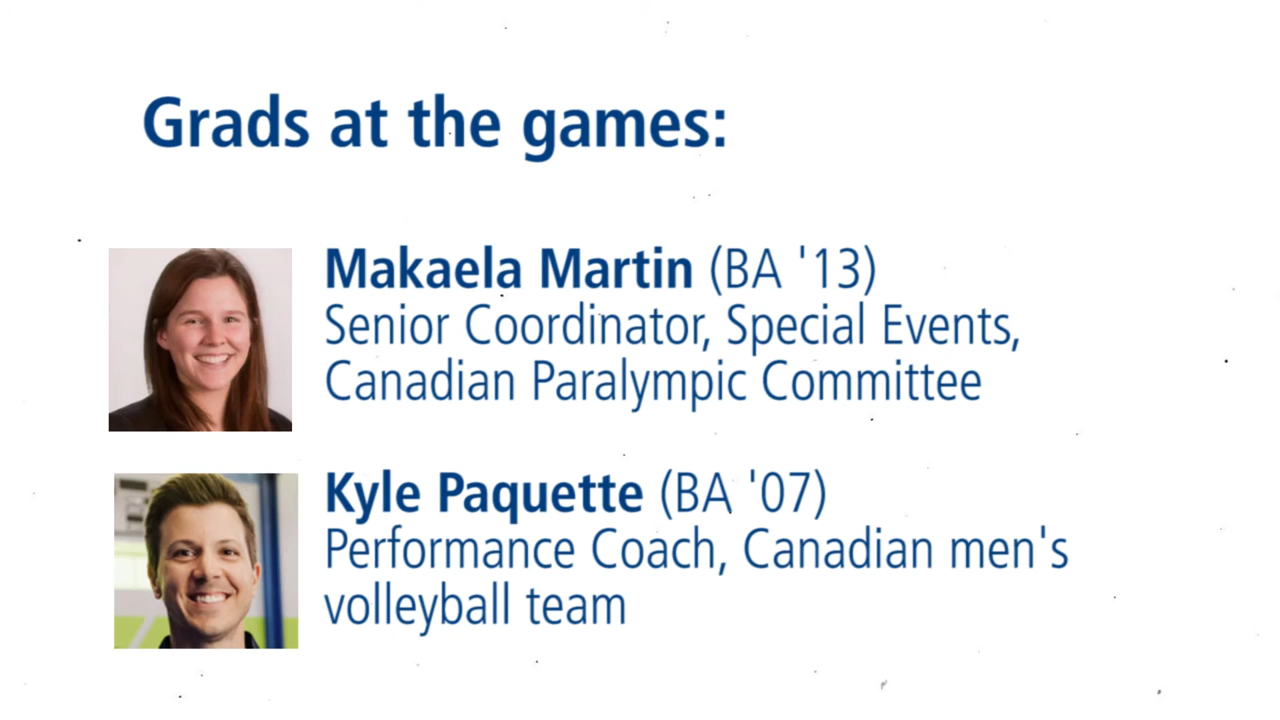 Grads at the games:
Makaela Martin (BA '13)
Senior Coordinator, Special Events,
Canadian Paralympic Committee
Kyle Paquette (BA '07)
Performance Coach, Canadian men's
volleyball team